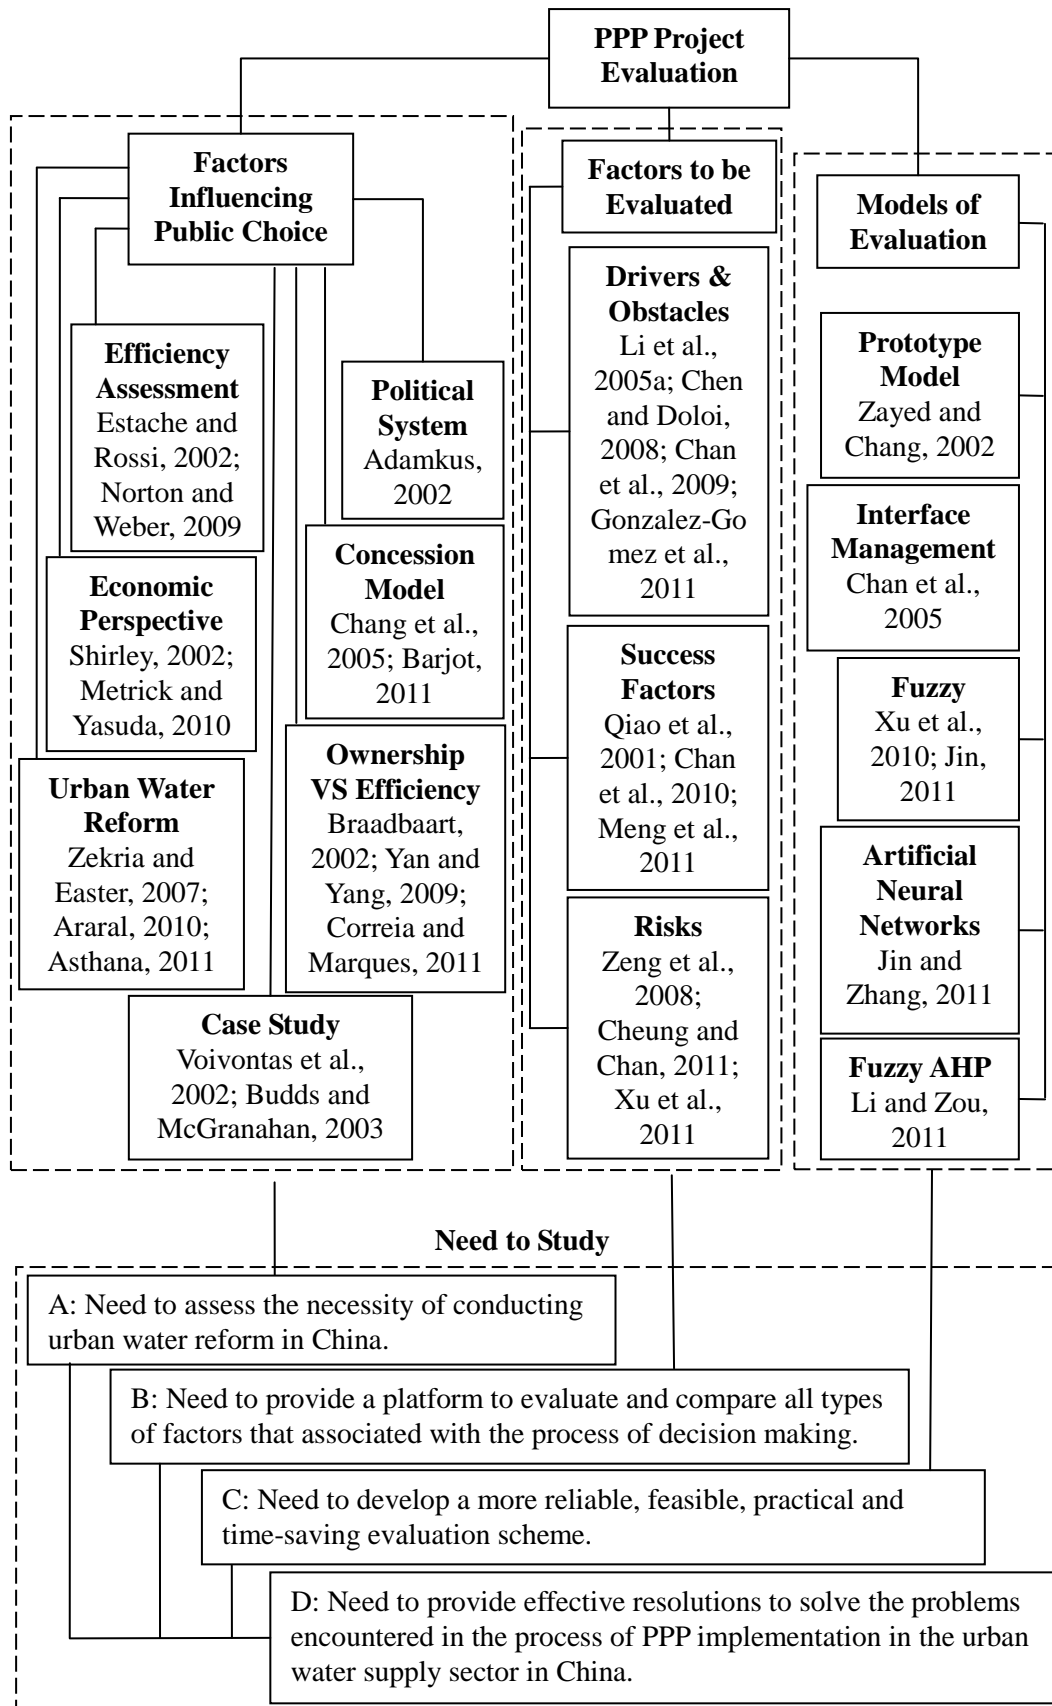 PPP Project
Evaluation
Factors
Influencing
Public Choice
Efficiency
Assessment
Estache and
Rossi, 2002;
Norton and
Weber, 2009
Economic
Perspective
Shirley, 2002;
Metrick and
Yasuda, 2010
Urban Water
Reform
Zekria and
Easter, 2007;
Araral, 2010;
Asthana, 2011
Political
System
Adamkus,
2002
Concession
Model
Chang et al.,
2005; Barjot,
2011
Ownership
VS Efficiency
Braadbaart,
2002; Yan and
Yang, 2009;
Correia and
Marques, 2011
Case Study
Voivontas et al.,
2002; Budds and
McGranahan, 2003
Factors to be
Evaluated
Drivers &
Obstacles
Li et al.,
2005a; Chen
and Doloi,
2008; Chan
et al., 2009;
Gonzalez-Go
mez et al.,
2011
Success
Factors
Qiao et al.,
2001; Chan
et al., 2010;
Meng et al.,
2011
Risks
Zeng et al.,
2008;
Cheung and
Chan, 2011;
Xu et al.,
2011
Models of
Evaluation
Prototype
Model
Zayed and
Chang, 2002
Interface
Management
Chan et al.,
2005
Fuzzy
Xu et al.,
2010; Jin,
2011
Artificial
Neural
Networks
Jin and
Zhang, 2011
Fuzzy AHP
Li and Zou,
2011
Need to Study
A: Need to assess the necessity of conducting
urban water reform in China.
B: Need to provide a platform to evaluate and compare all types
of factors that associated with the process of decision making.
C: Need to develop a more reliable, feasible, practical and
time-saving evaluation scheme.
D: Need to provide effective resolutions to solve the problems
encountered in the process of PPP implementation in the urban
water supply sector in China.